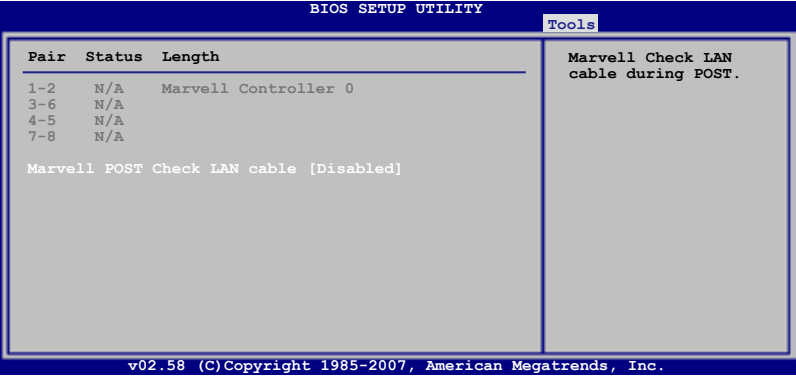 BIOS SETUP UTILITY
Tools
Pair Status Length
1-2 N/A Marvell Controller 0
3-6 N/A
4-5 N/A
7-8 N/A
Marvell POST Check LAN cable [Disabled]
Marvell Check LAN
cable during POST.
v02.58 (C)Copyright 1985-2007, American Megatrends, Inc.